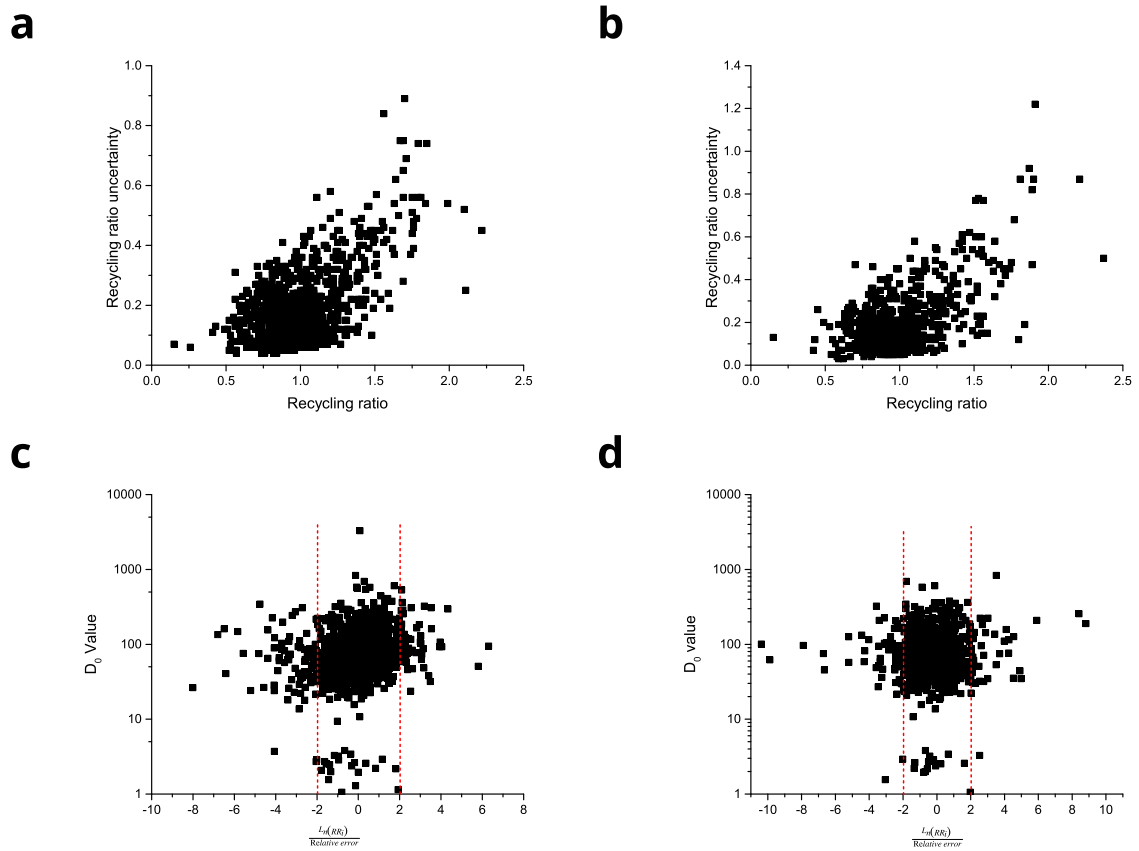 a
b
1.0
0.8
0.6
0.4
0.2
0.0
Recycling ratio uncertainty
0.0 0.5 1.0 1.5 2.0 2.5
Recycling ratio
1.4
1.2
1.0
0.8
0.6
0.4
0.2
0.0
Recycling ratio uncertainty
0.0 0.5 1.0 1.5 2.0 2.5
Recycling ratio
c
d
10000
1000
100
10
1
D0 Value
-10 -8 -6 -4 -2 0 2 4 6 8
Ln(RRi)
Relative error
10000
1000
100
10
1
D0 value
-10 -8 -6 -4 -2 0 2 4 6 8 10
Ln(RRi)
Relative error